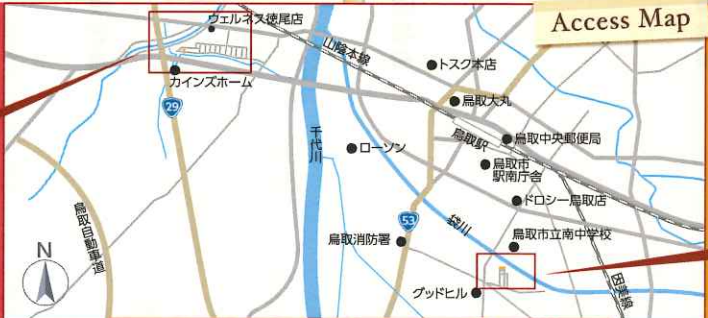 Access Map
ウェルネス徳尾店
カインズホーム
29
山陰本線
トスク本店
鳥取大丸
鳥取駅
鳥取中央郵便局
鳥取市
駅南庁舎
ドロシー鳥取店
千代川
ローソン
53
袋川
鳥取消防署
鳥取市立南中学校
グッドヒル
因美線
鳥取自動車道
N